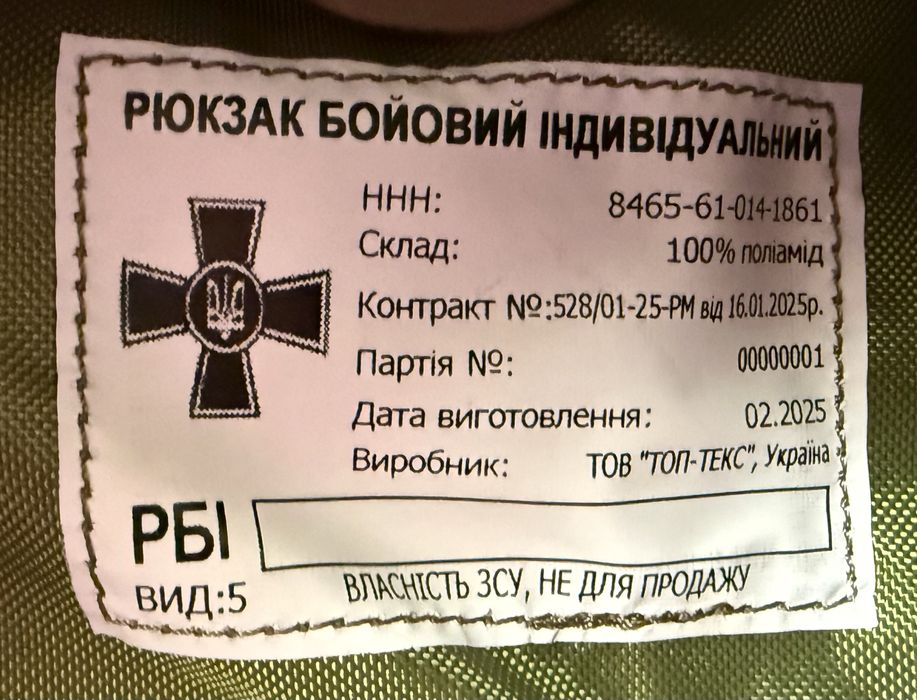 РЮКЗАК БОЙОВИЙ ІНДИВІДУАЛЬНИЙ
ННН: 8465-61-014-1861
Склад: 100% поліамід
Контракт №:528/01-25-РМ від 16.01.2025р.
Партія №: 00000001
Дата виготовлення: 02.2025
Виробник: ТОВ "ТОП-ТЕКС", Україна
РБІ
ВИД:5
ВЛАСНІСТЬ ЗСУ, НЕ ДЛЯ ПРОДАЖУ